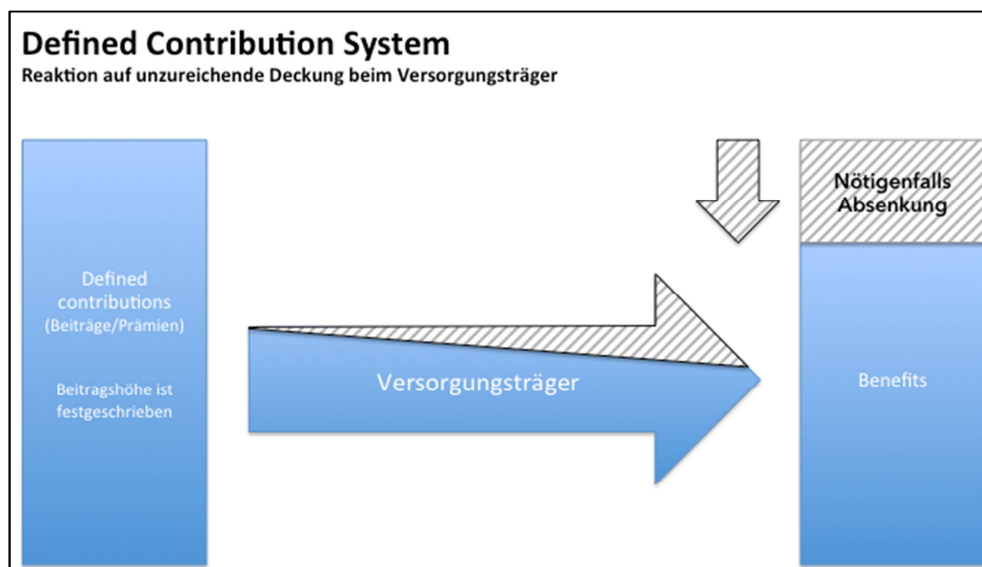 Defined Contribution System
Reaktion auf unzureichende Deckung beim Versorgungsträger
Defined
contributions
(Beiträge/Prämien)
Beitragshöhe ist
festgeschrieben
Versorgungsträger
Nötigenfalls
Absenkung
Benefits